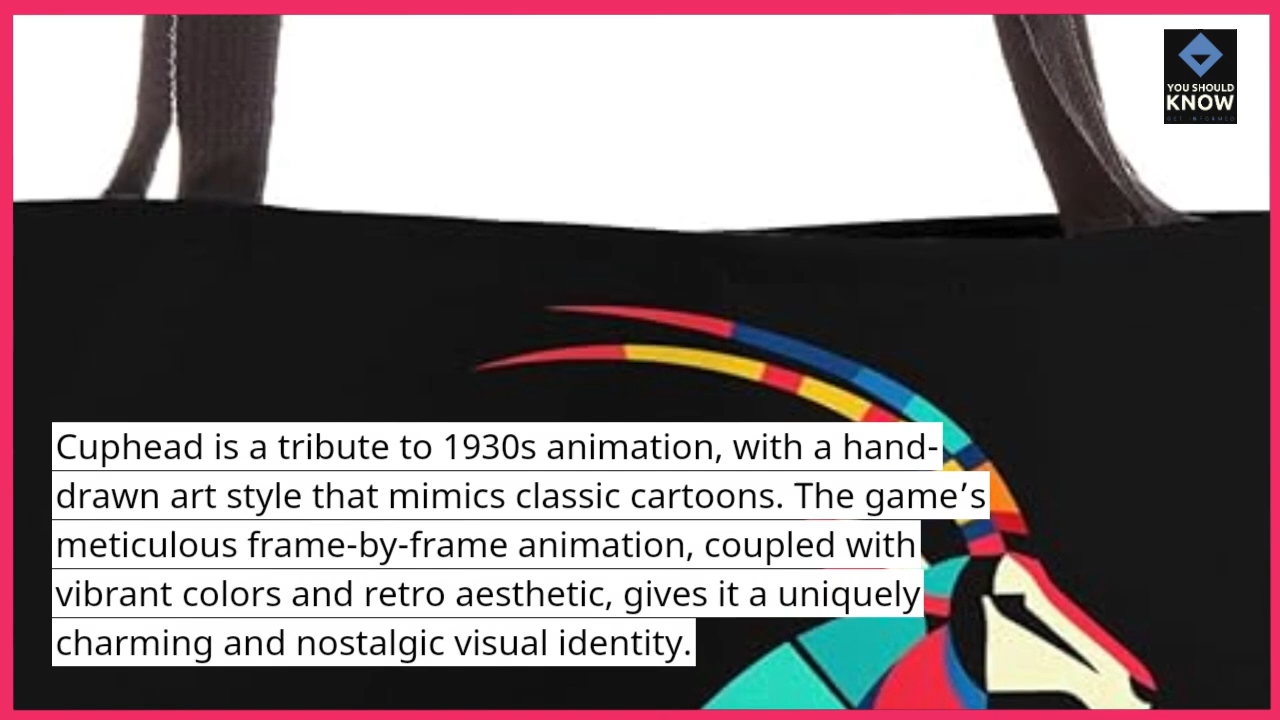 YOU SHOULD
KNOW
GET INFORMED
Cuphead is a tribute to 1930s animation, with a hand-
drawn art style that mimics classic cartoons. The game’s
meticulous frame-by-frame animation, coupled with
vibrant colors and retro aesthetic, gives it a uniquely
charming and nostalgic visual identity.